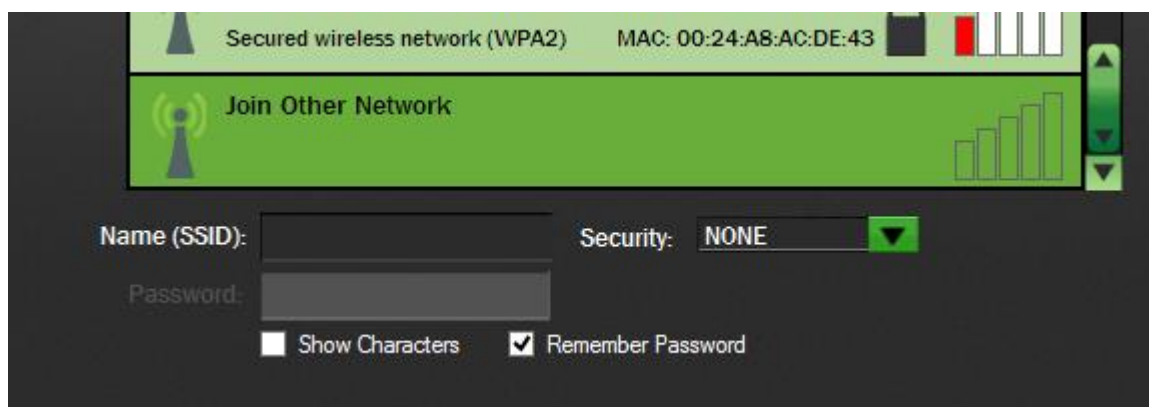 Secured wireless network (WPA2) MAC: 00:24:A8:AC:DE:43
Join Other Network
Name (SSID): Security: NONE
Password:
Show Characters Remember Password